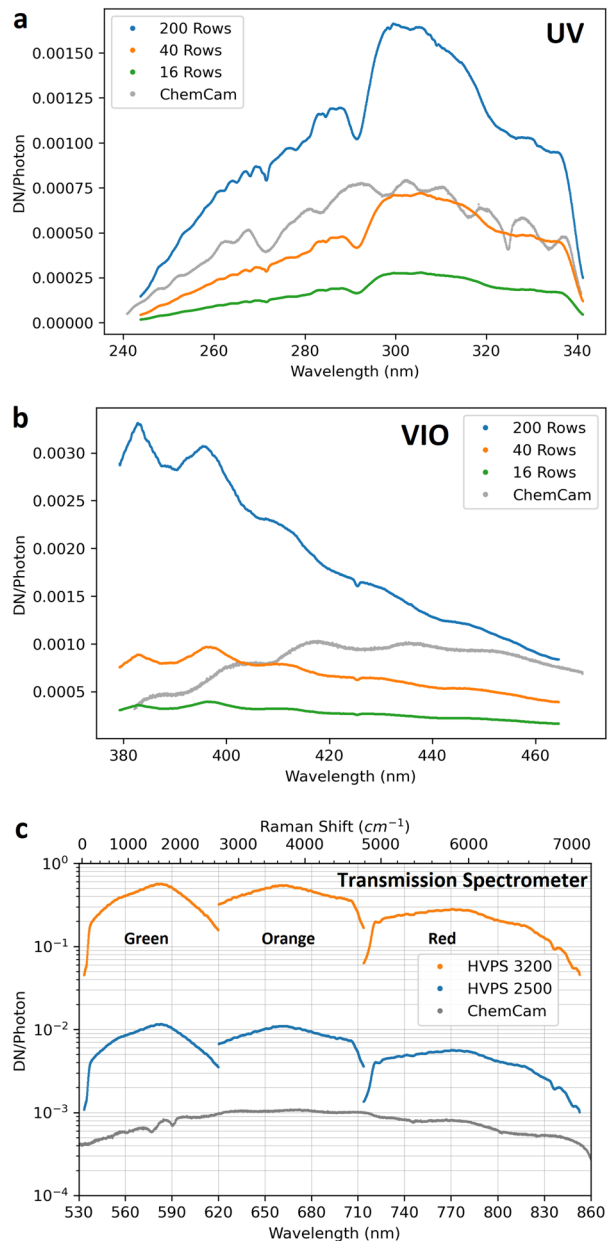 a
UV
200 Rows
40 Rows
16 Rows
ChemCam
DN/Photon
0.00150
0.00125
0.00100
0.00075
0.00050
0.00025
0.00000
240 260 280 300 320 340
Wavelength (nm)
b
VIO
200 Rows
40 Rows
16 Rows
ChemCam
DN/Photon
0.0030
0.0025
0.0020
0.0015
0.0010
0.0005
380 400 420 440 460
Wavelength (nm)
c
Raman Shift (cm⁻¹)
0 1000 2000 3000 4000 5000 6000 7000
Transmission Spectrometer
Green Orange Red
HVPS 3200
HVPS 2500
ChemCam
DN/Photon
10⁰
10⁻¹
10⁻²
10⁻³
10⁻⁴
530 560 590 620 650 680 710 740 770 800 830 860
Wavelength (nm)